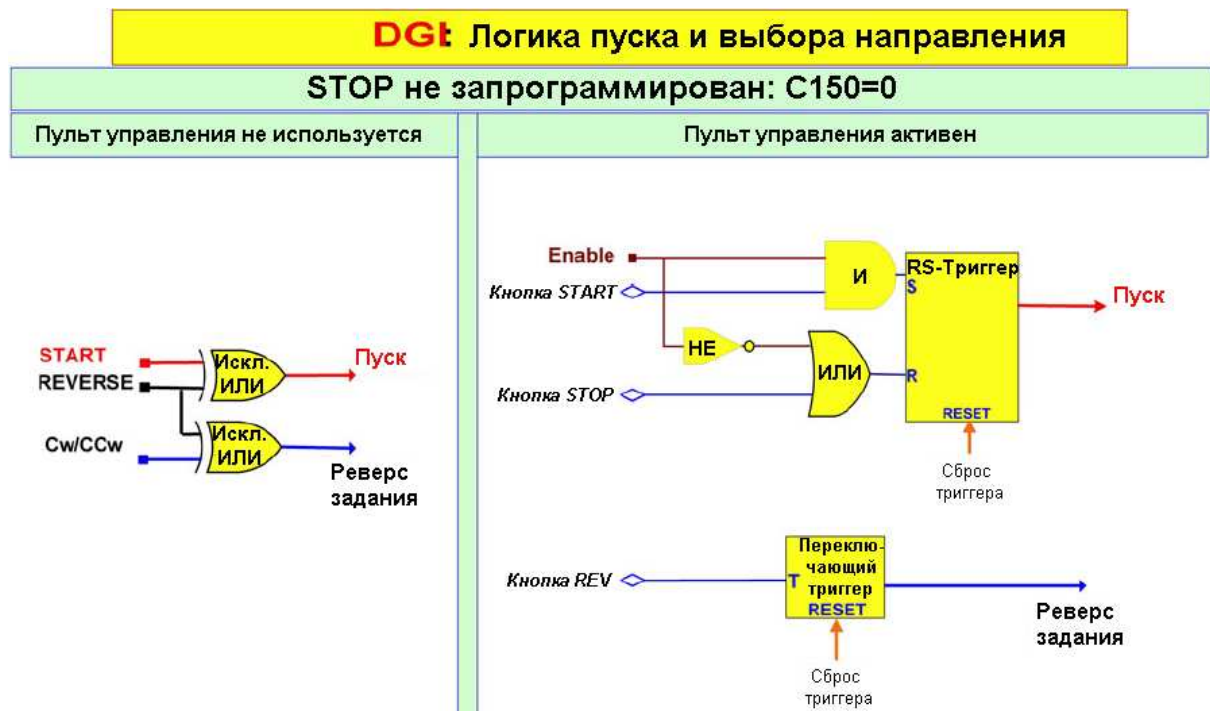 DGI: Логика пуска и выбора направления
STOP не запрограммирован: C150=0
Пульт управления не используется
Пульт управления активен
START
REVERSE
Cw/CCw
Искл.
ИЛИ
Искл.
ИЛИ
Пуск
Реверс
задания
Enable
Кнопка START
И
НЕ
Кнопка STOP
ИЛИ
RS-Триггер
S
R
RESET
Пуск
Сброс
триггера
Кнопка REV
Переклю-
чающий
триггер
T
RESET
Реверс
задания
Сброс
триггера